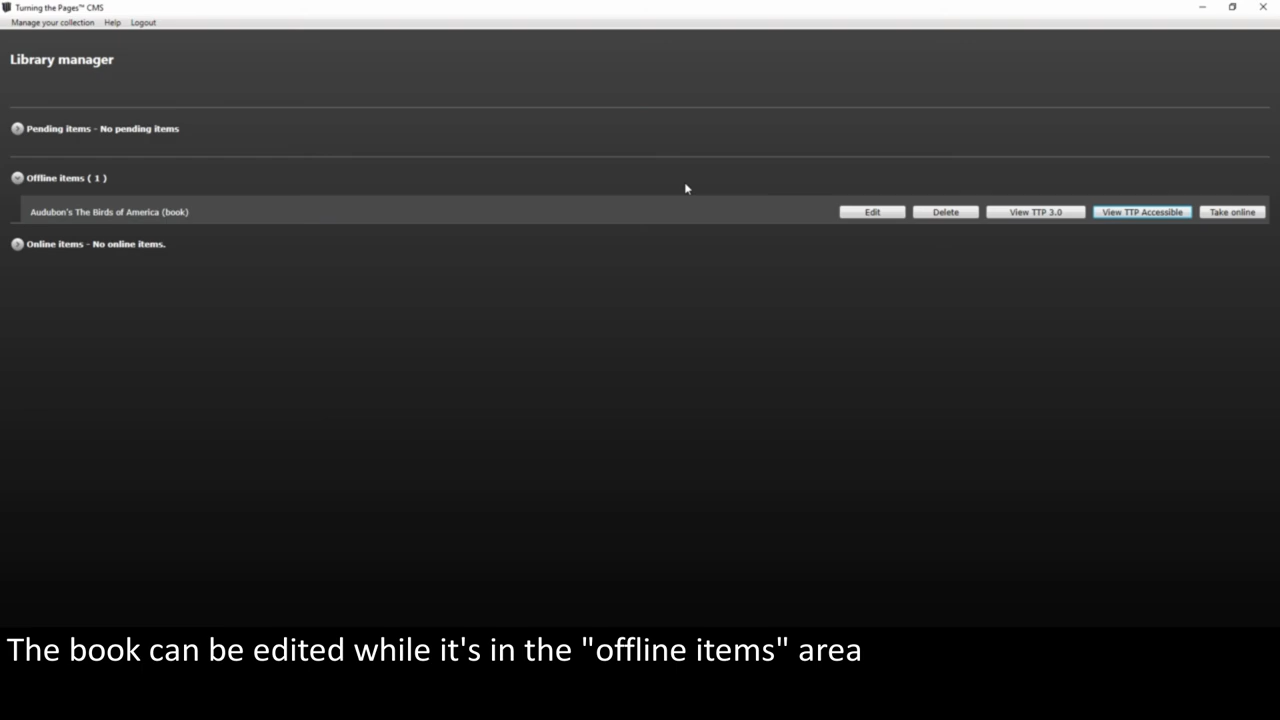 Turning the Pages™ CMS
Manage your collection Help Logout
Library manager
Pending items - No pending items
Offline items ( 1 )
Audubon's The Birds of America (book) Edit Delete View TTP 3.0 View TTP Accessible Take online
Online items - No online items.
The book can be edited while it's in the "offline items" area